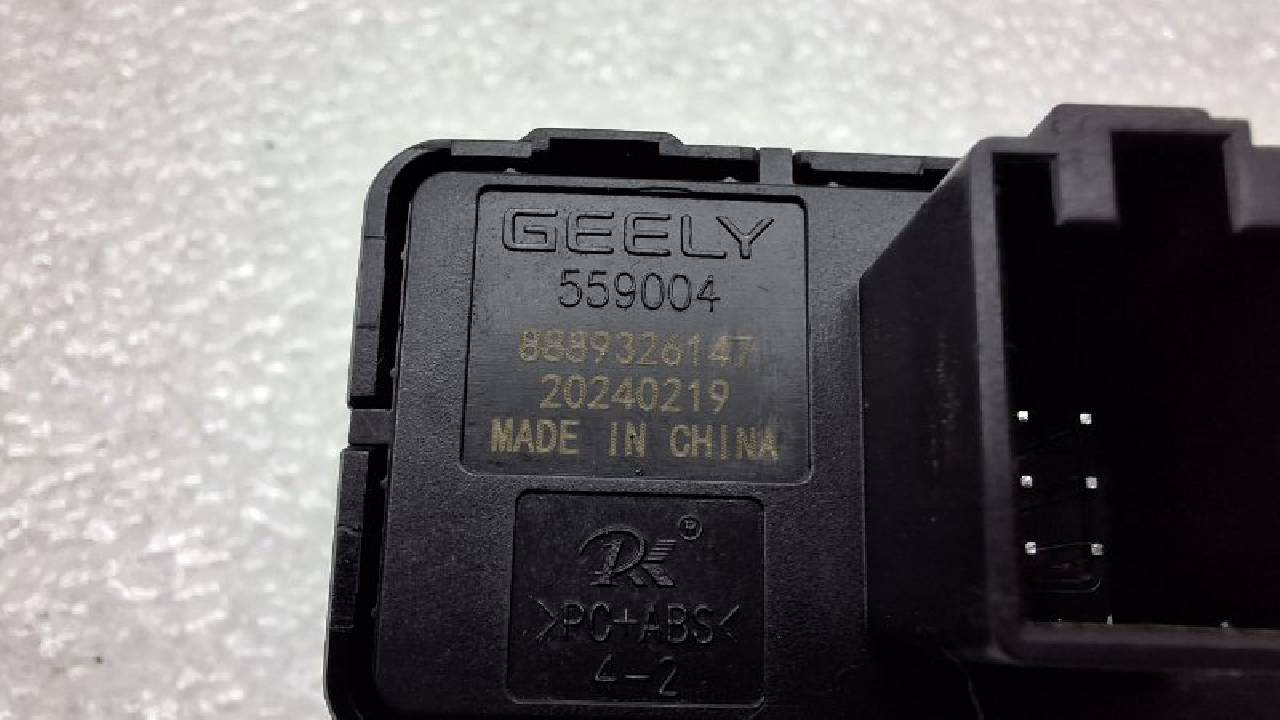 GEELY
559004
8889326147
20240219
MADE IN CHINA
®
>PC+ABS<
4-2